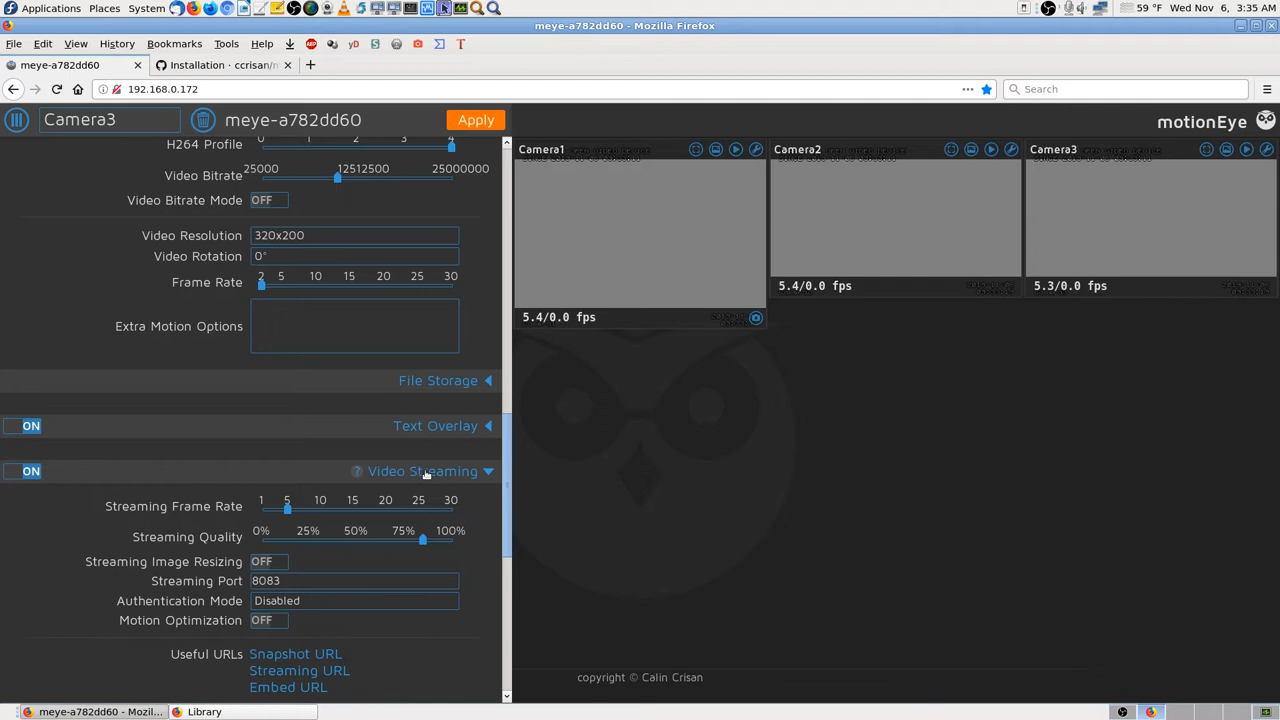 Applications Places System 59 °F Wed Nov 6, 3:35 AM
meye-a782dd60 - Mozilla Firefox
File Edit View History Bookmarks Tools Help
meye-a782dd60 Installation · ccrisan/m
192.168.0.172 Search
Camera3 meye-a782dd60 Apply motionEye
H264 Profile 0 1 2 3 4
Video Bitrate 25000 12512500 25000000
Video Bitrate Mode OFF
Video Resolution 320x200
Video Rotation 0°
Frame Rate 2 5 10 15 20 25 30
Extra Motion Options
File Storage
ON Text Overlay
ON ? Video Streaming
Streaming Frame Rate 1 5 10 15 20 25 30
Streaming Quality 0% 25% 50% 75% 100%
Streaming Image Resizing OFF
Streaming Port 8083
Authentication Mode Disabled
Motion Optimization OFF
Useful URLs Snapshot URL
Streaming URL
Embed URL
Camera1 Camera2 Camera3
5.4/0.0 fps
5.4/0.0 fps 5.3/0.0 fps
copyright © Calin Crisan
meye-a782dd60 - Mozil... Library